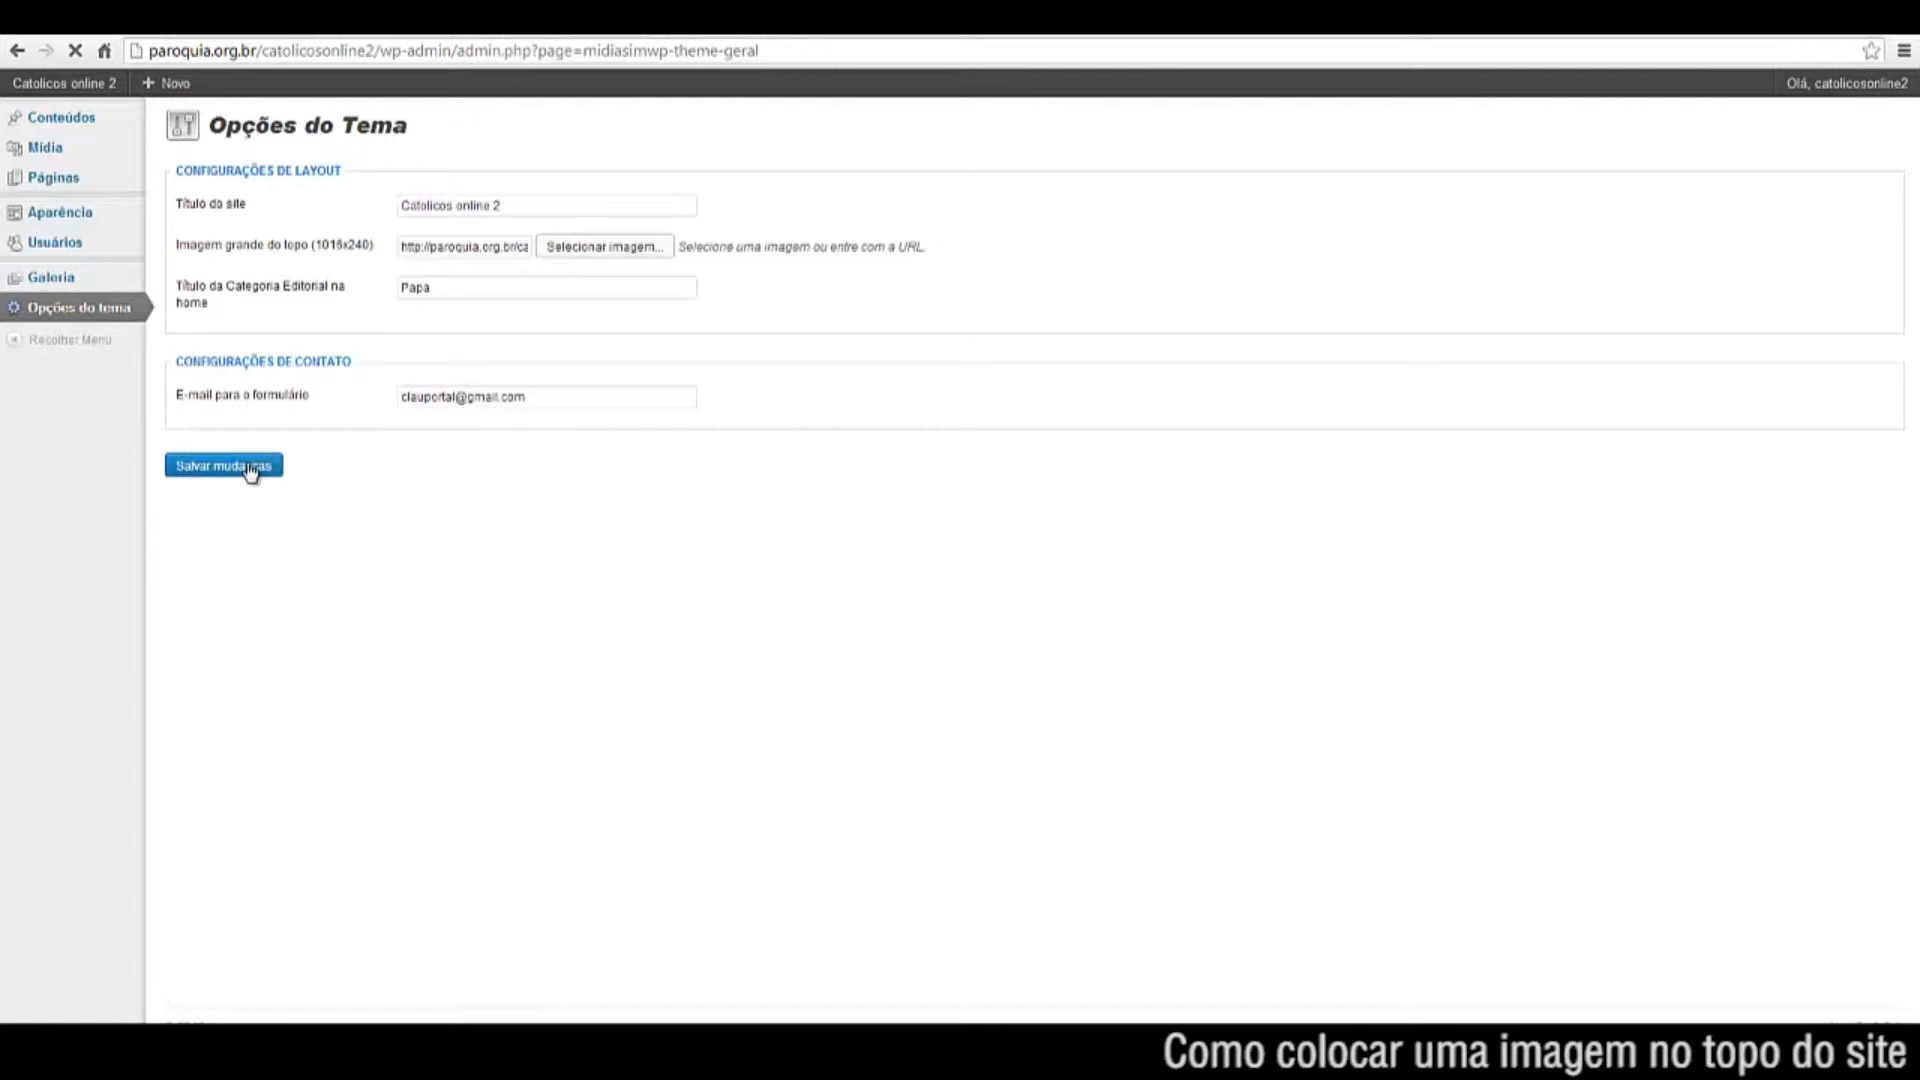 paroquia.org.br/catolicosonline2/wp-admin/admin.php?page=midiasimwp-theme-geral
Catolicos online 2
Novo
Olá, catolicosonline2
Conteúdos
Mídia
Páginas
Aparência
Usuários
Galeria
Opções do tema
Recolher Menu
Opções do Tema
CONFIGURAÇÕES DE LAYOUT
Título do site
Catolicos online 2
Imagem grande do topo (1016x240)
http://paroquia.org.br/ca
Selecionar imagem...
Selecione uma imagem ou entre com a URL.
Título da Categoria Editorial na
home
Papa
CONFIGURAÇÕES DE CONTATO
E-mail para o formulário
clauportal@gmail.com
Salvar mudanças
Como colocar uma imagem no topo do site